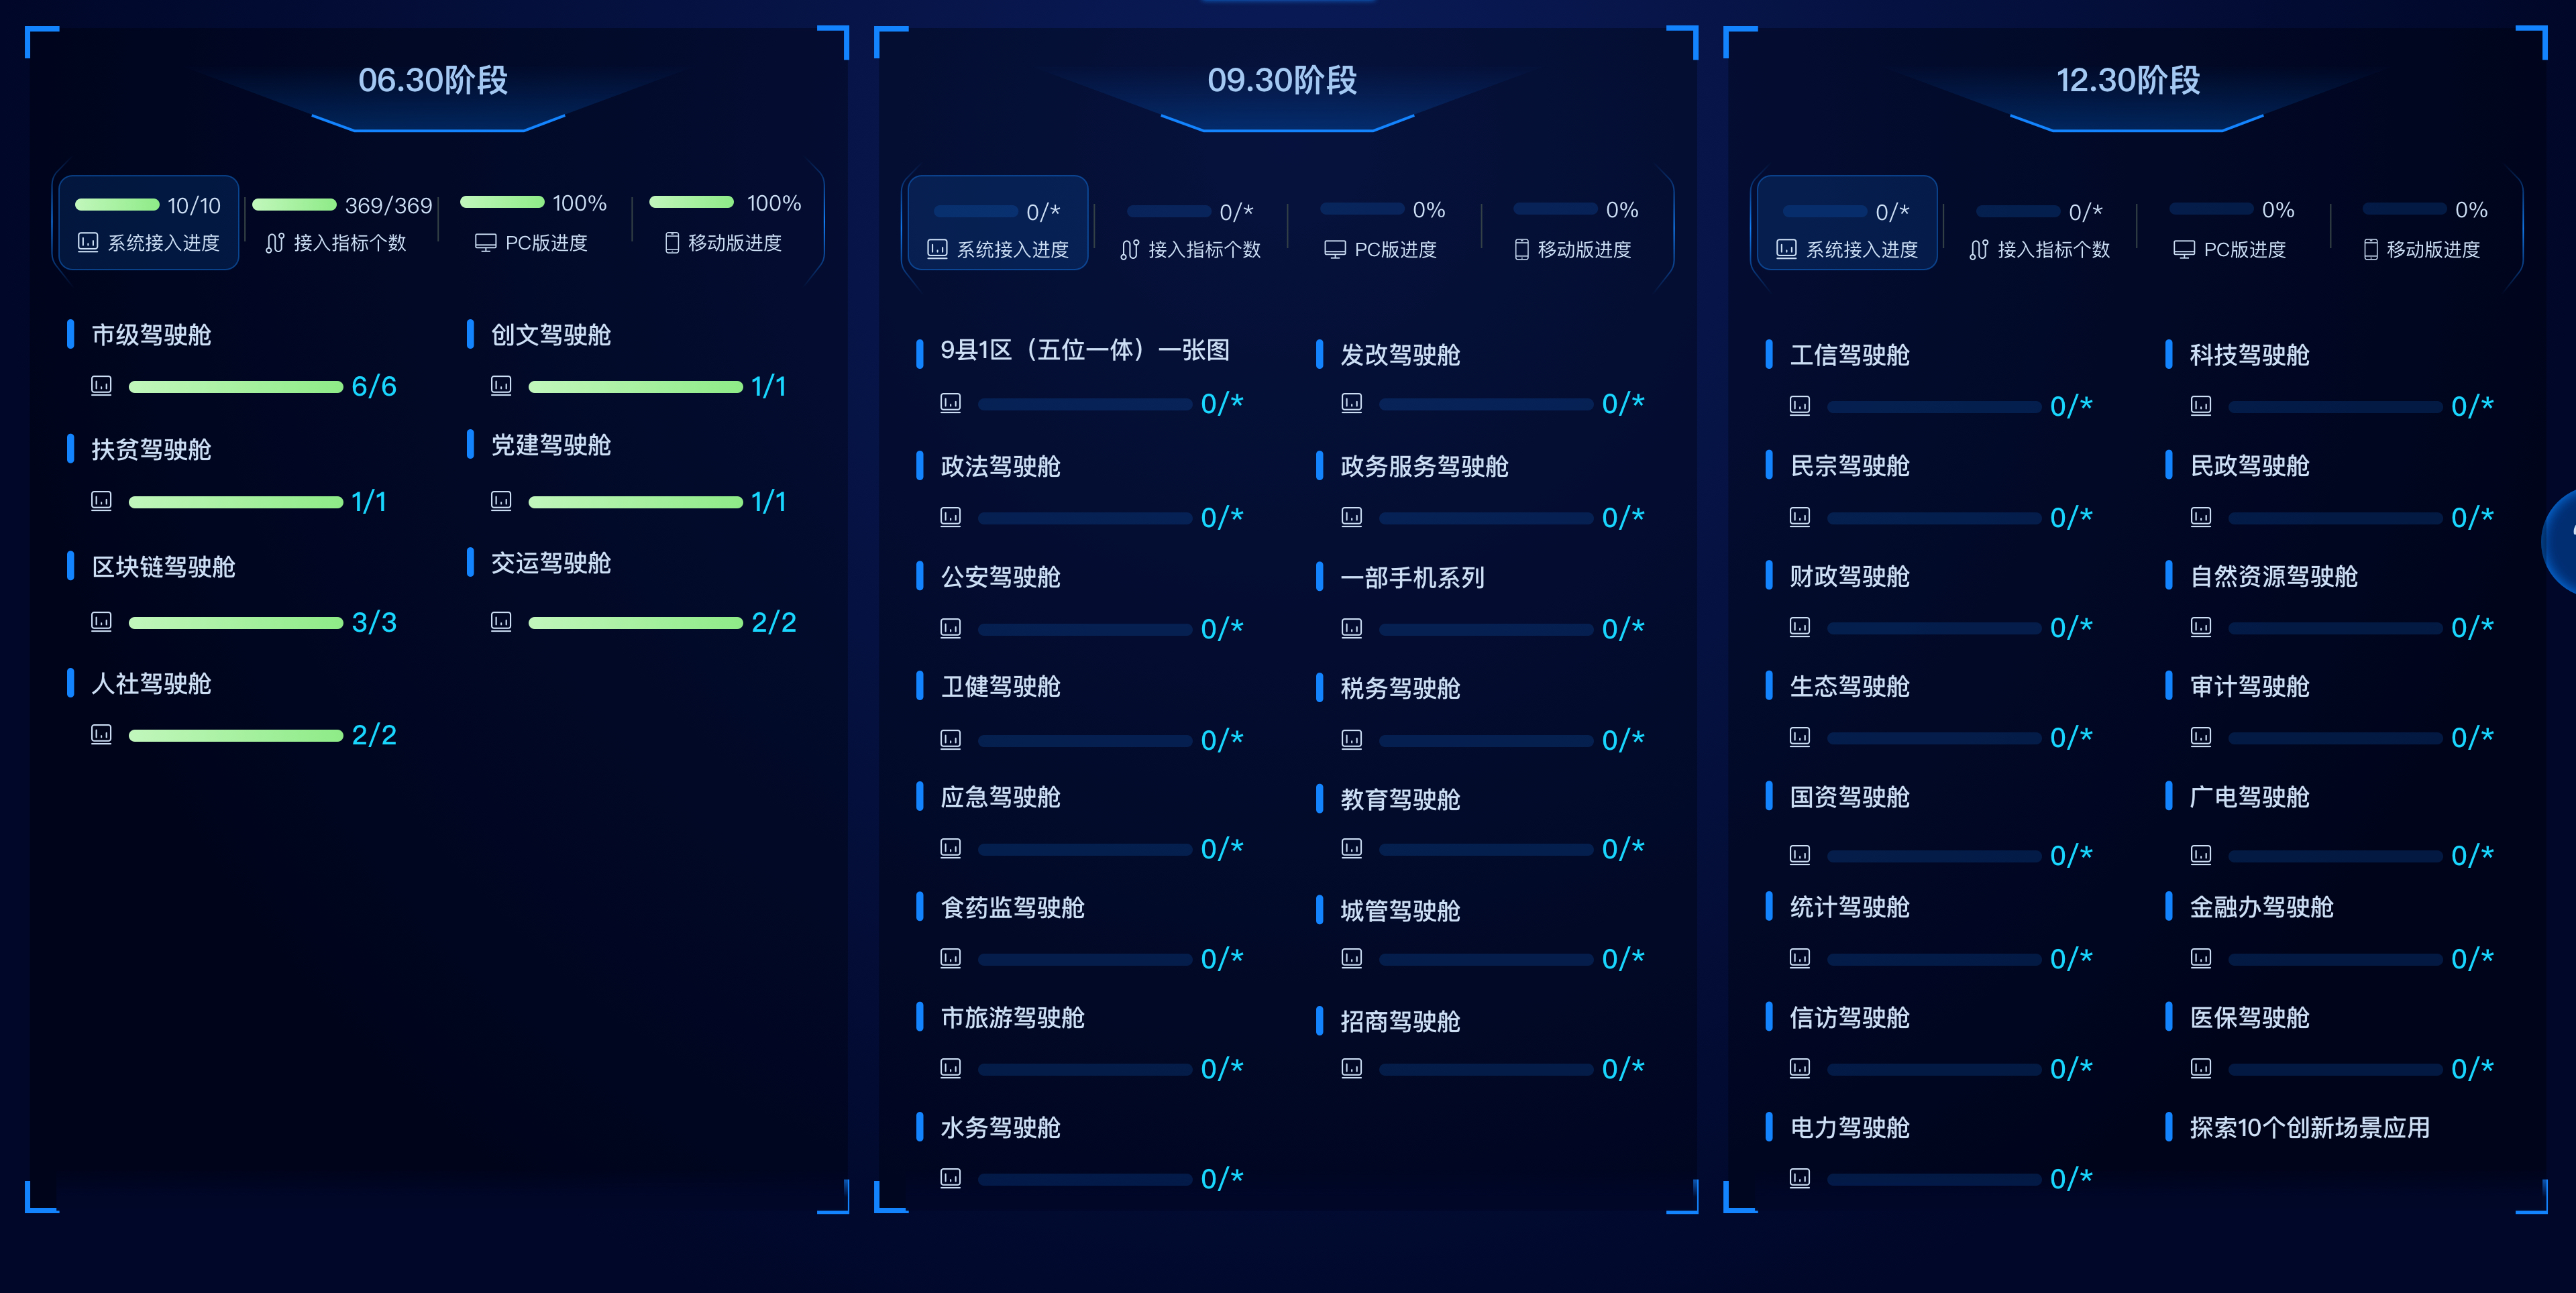 06.30阶段
10/10
系统接入进度
369/369
接入指标个数
100%
PC版进度
100%
移动版进度
市级驾驶舱
6/6
创文驾驶舱
1/1
扶贫驾驶舱
1/1
党建驾驶舱
1/1
区块链驾驶舱
3/3
交运驾驶舱
2/2
人社驾驶舱
2/2
09.30阶段
0/*
系统接入进度
0/*
接入指标个数
0%
PC版进度
0%
移动版进度
9县1区（五位一体）一张图
0/*
发改驾驶舱
0/*
政法驾驶舱
0/*
政务服务驾驶舱
0/*
公安驾驶舱
0/*
一部手机系列
0/*
卫健驾驶舱
0/*
税务驾驶舱
0/*
应急驾驶舱
0/*
教育驾驶舱
0/*
食药监驾驶舱
0/*
城管驾驶舱
0/*
市旅游驾驶舱
0/*
招商驾驶舱
0/*
水务驾驶舱
0/*
12.30阶段
0/*
系统接入进度
0/*
接入指标个数
0%
PC版进度
0%
移动版进度
工信驾驶舱
0/*
科技驾驶舱
0/*
民宗驾驶舱
0/*
民政驾驶舱
0/*
财政驾驶舱
0/*
自然资源驾驶舱
0/*
生态驾驶舱
0/*
审计驾驶舱
0/*
国资驾驶舱
0/*
广电驾驶舱
0/*
统计驾驶舱
0/*
金融办驾驶舱
0/*
信访驾驶舱
0/*
医保驾驶舱
0/*
电力驾驶舱
0/*
探索10个创新场景应用